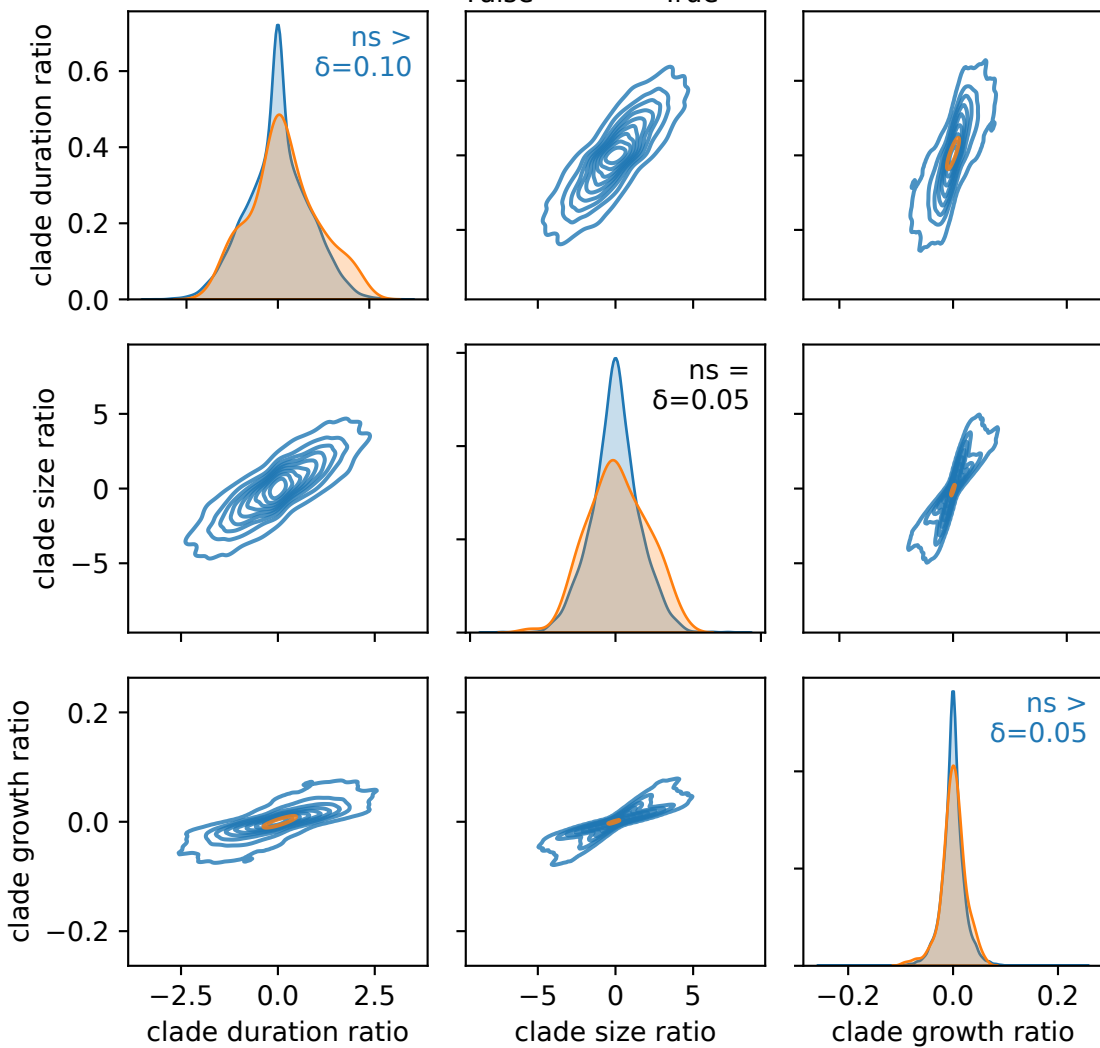 clade duration ratio
0.6
0.4
0.2
0.0
ns >
δ=0.10
clade size ratio
5
0
−5
ns =
δ=0.05
clade growth ratio
0.2
0.0
−0.2
ns >
δ=0.05
−2.5 0.0 2.5
−5 0 5
−0.2 0.0 0.2
clade duration ratio
clade size ratio
clade growth ratio